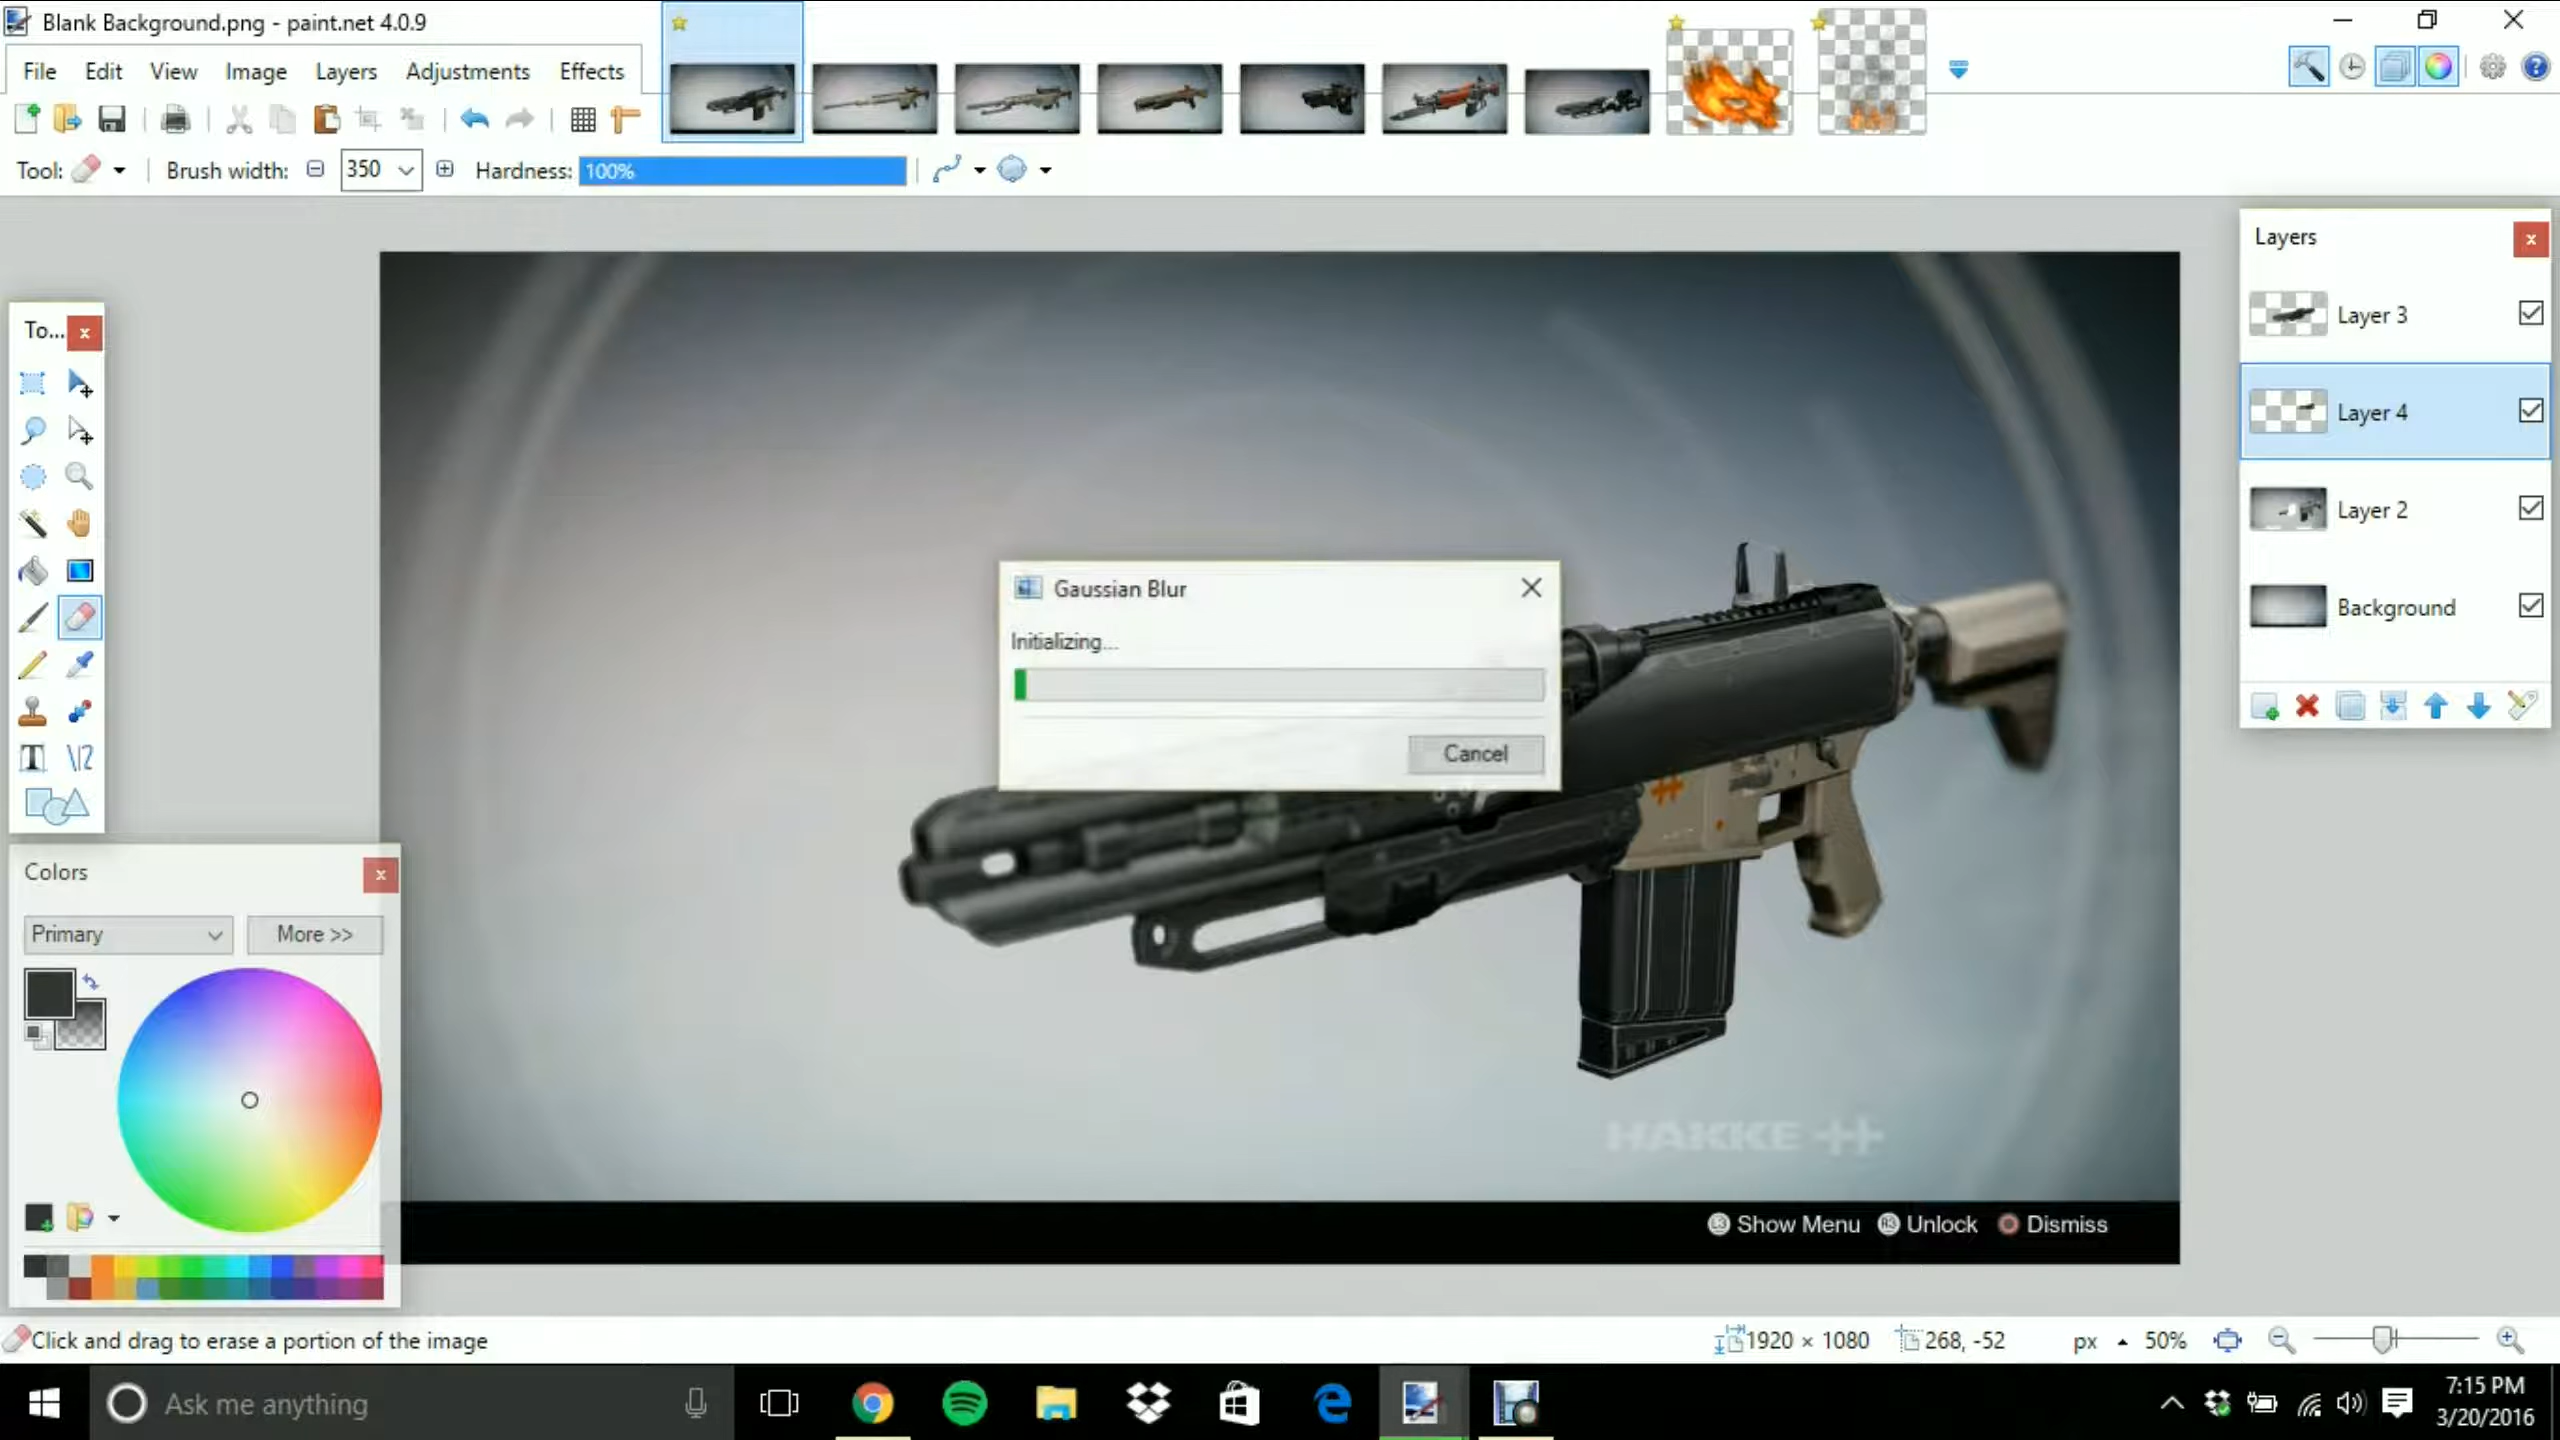 Blank Background.png - paint.net 4.0.9
File Edit View Image Layers Adjustments Effects
Tool: Brush width: 350 Hardness: 100%
Layers
Layer 3
Layer 4
Layer 2
Background
To...
Gaussian Blur
Initializing...
Cancel
Colors
Primary
More >>
HAKKE
Show Menu Unlock Dismiss
Click and drag to erase a portion of the image
1920 × 1080
268, -52
px
50%
Ask me anything
7:15 PM
3/20/2016